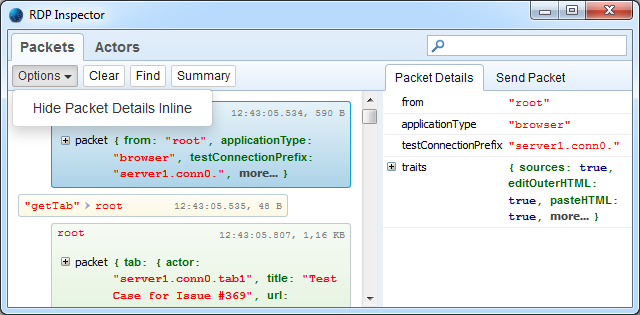 RDP Inspector
Packets Actors
Options Clear Find Summary
Hide Packet Details Inline
12:43:05.534, 590 B
packet { from: "root", applicationType:
"browser", testConnectionPrefix:
"server1.conn0.", more... }
"getTab" root 12:43:05.535, 48 B
root 12:43:05.807, 1,16 KB
packet { tab: { actor:
"server1.conn0.tab1", title: "Test
Case for Issue #369", url:
Packet Details Send Packet
from "root"
applicationType "browser"
testConnectionPrefix "server1.conn0."
traits { sources: true,
editOuterHTML:
true, pasteHTML:
true, more... }